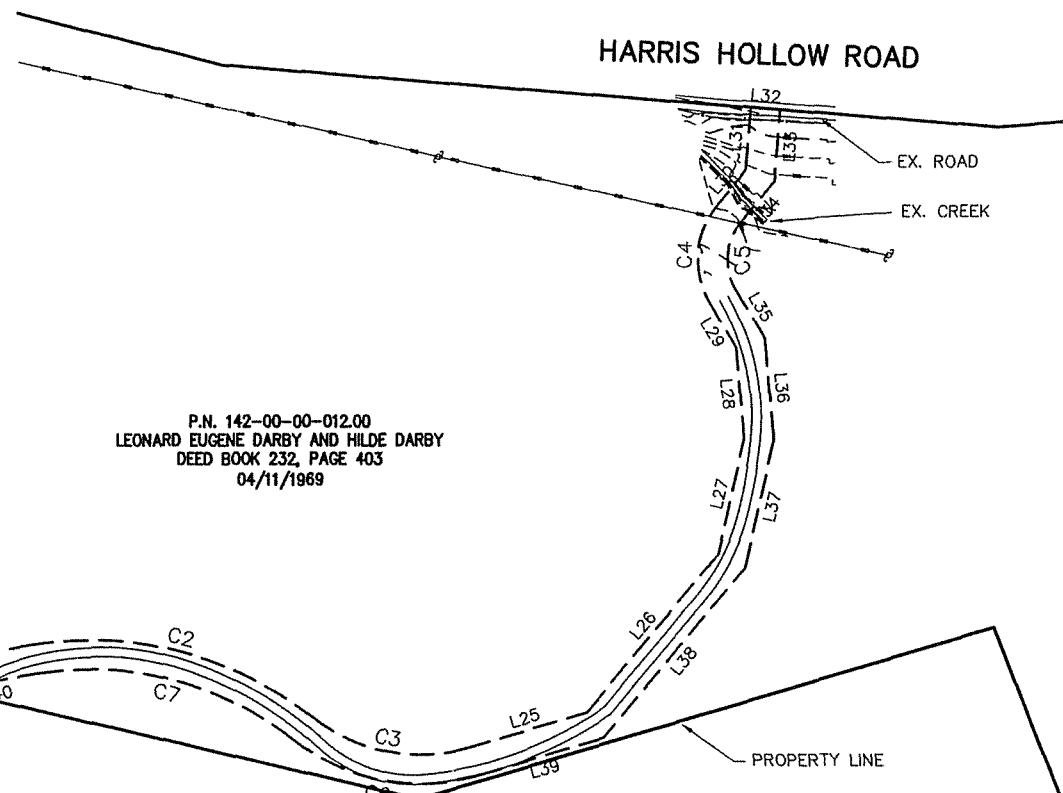 HARRIS HOLLOW ROAD
L32
L31
L33
EX. ROAD
L34
EX. CREEK
C4
C5
L35
L29
L28
L36
P.N. 142-00-00-012.00
LEONARD EUGENE DARBY AND HILDE DARBY
DEED BOOK 232, PAGE 403
04/11/1969
L27
L37
L26
L38
C2
C7
C3
L25
L39
PROPERTY LINE